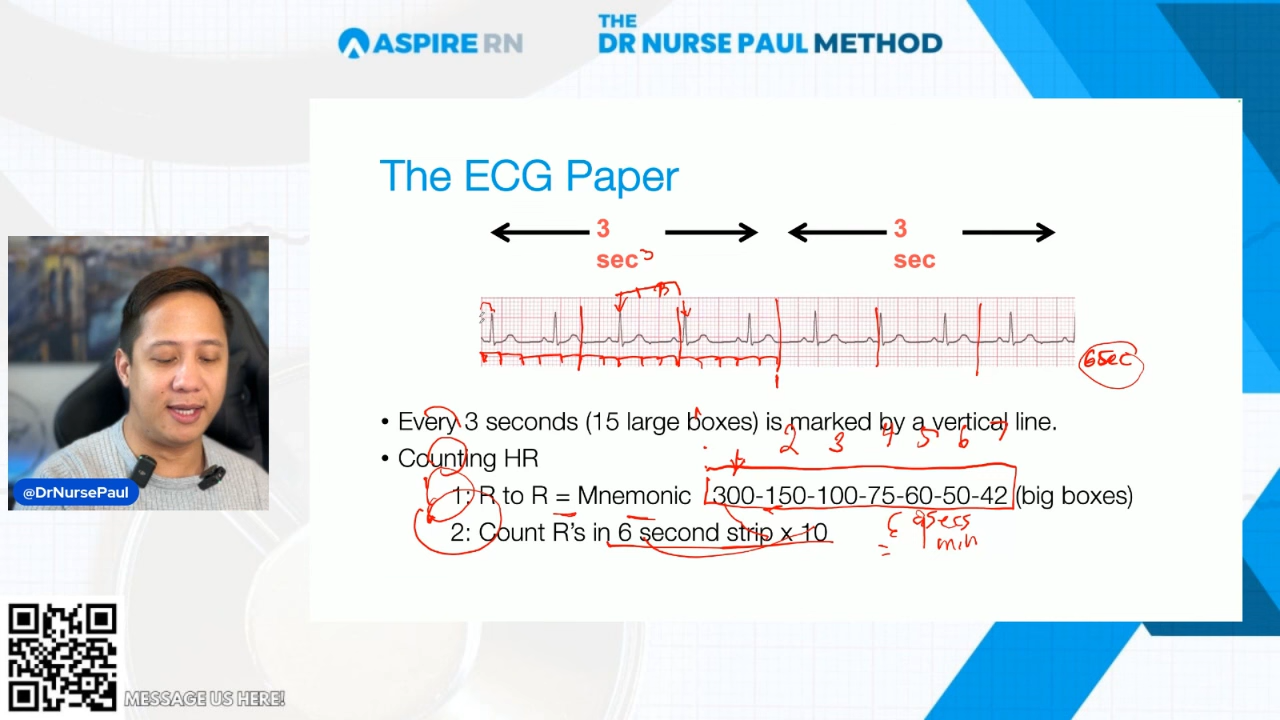 ASPIRE RN
THE
DR NURSE PAUL METHOD
The ECG Paper
3
sec
3
sec
6sec
• Every 3 seconds (15 large boxes) is marked by a vertical line.
2 3 4 5 6 7
• Counting HR
1: R to R = Mnemonic 300-150-100-75-60-50-42 (big boxes)
2: Count R's in 6 second strip x 10
secs
min
@DrNursePaul
MESSAGE US HERE!